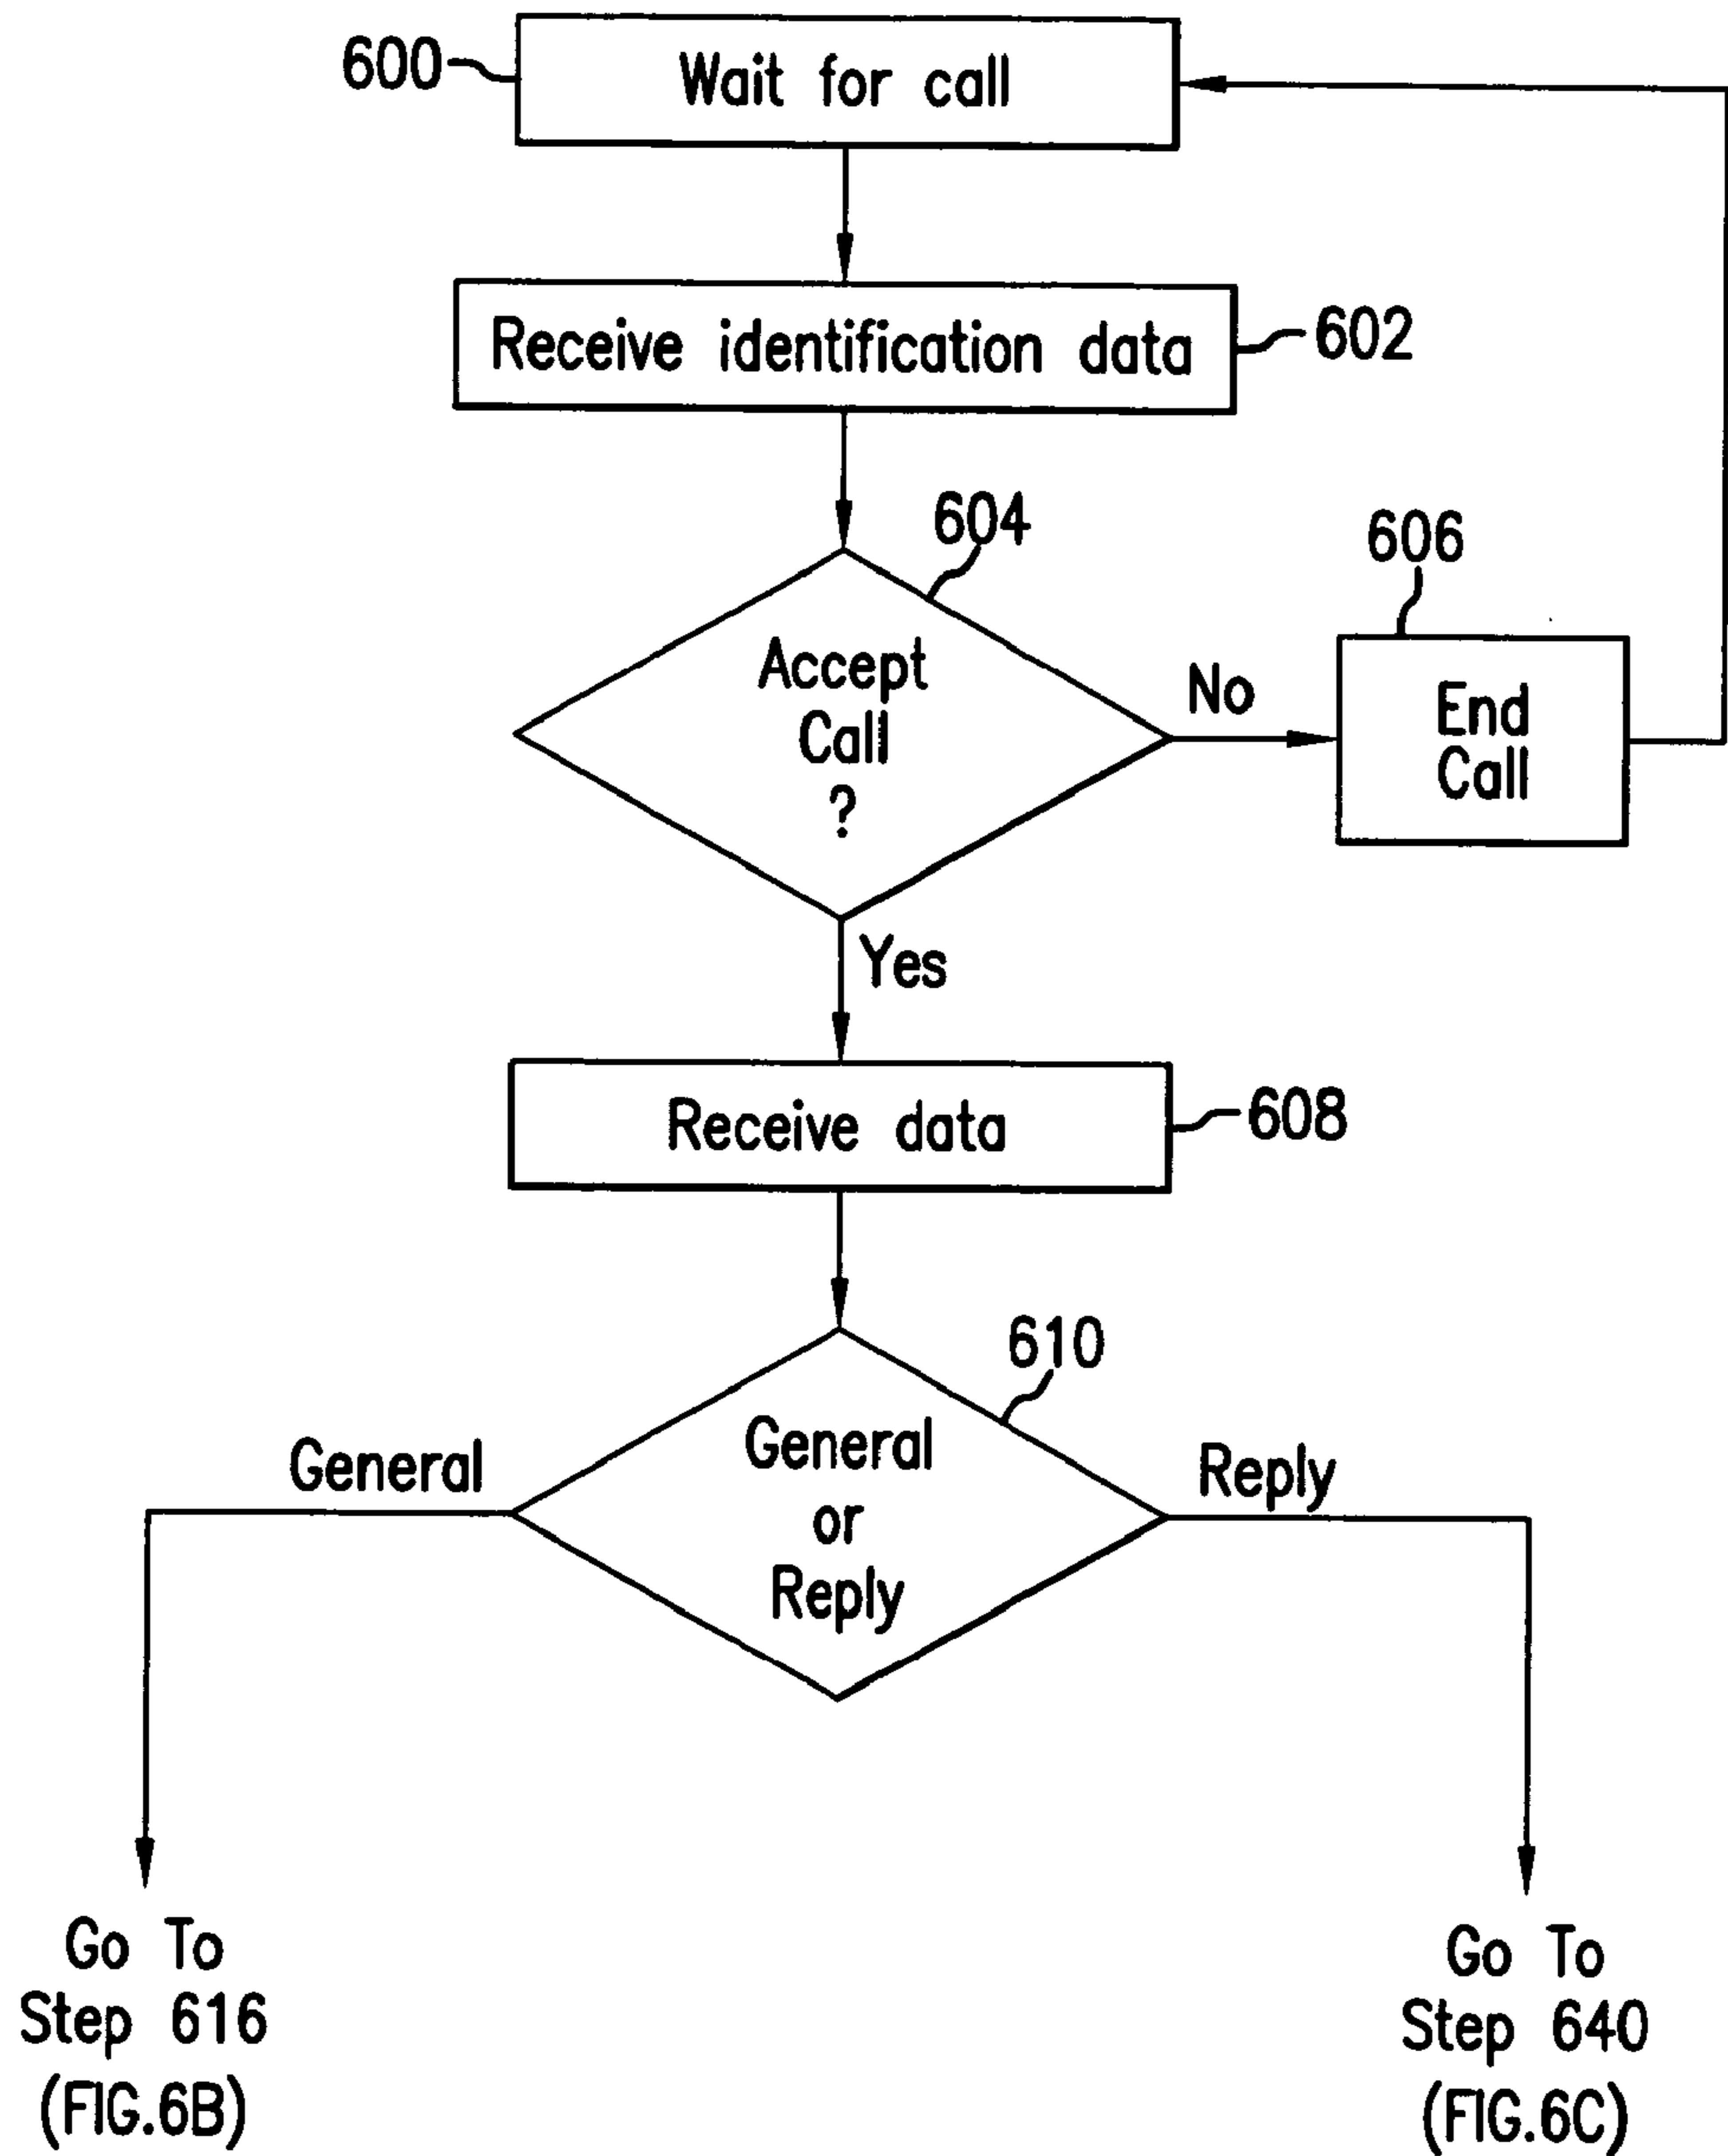 600
Wait for call
Receive identification data
602
604
606
Accept
Call
?
No
End
Call
Yes
Receive data
608
610
General
General
or
Reply
Reply
Go To
Step 616
(FIG.6B)
Go To
Step 640
(FIG.6C)